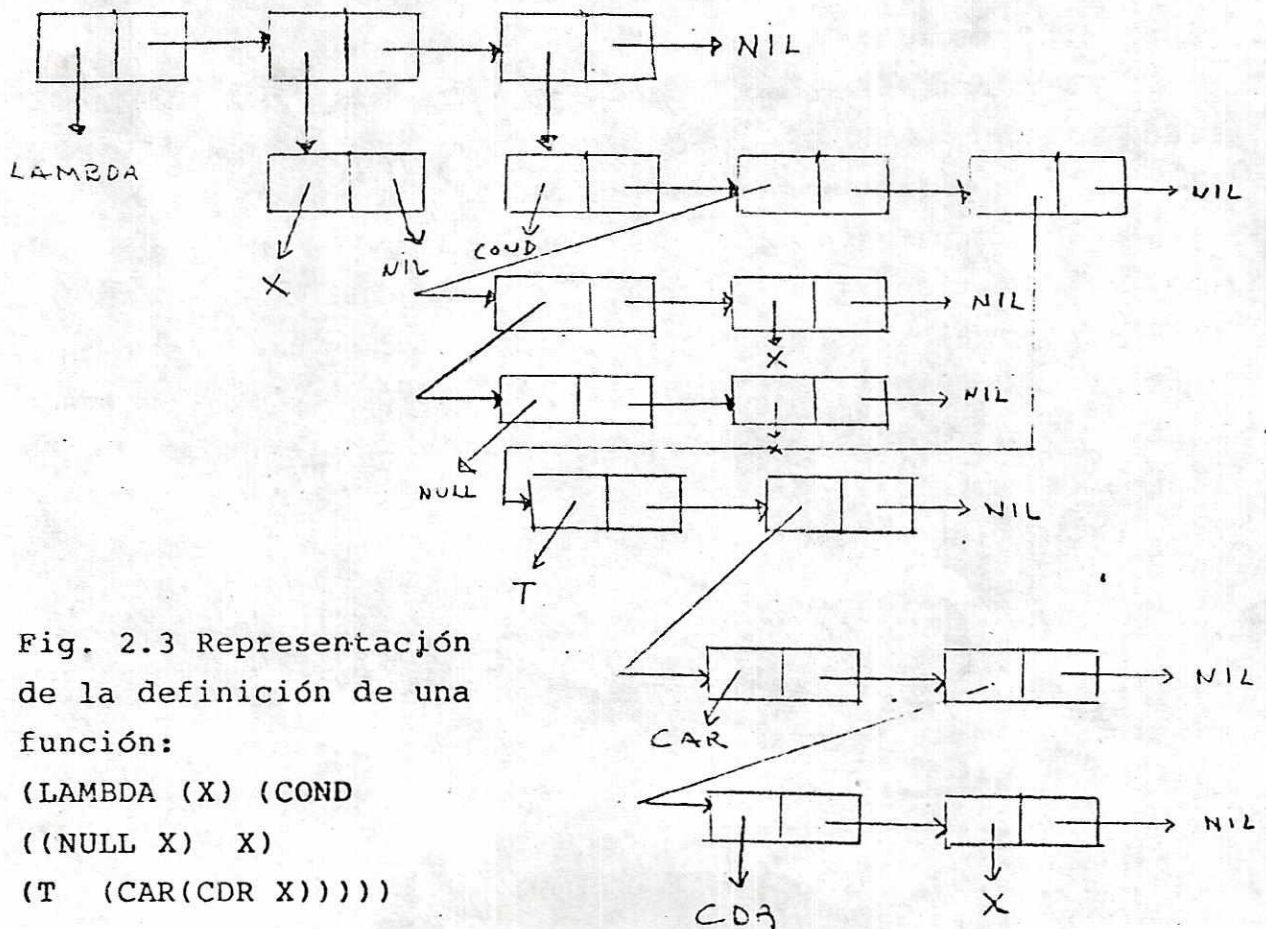 NIL
LAMBDA
NIL
X
NIL
COND
NIL
X
NIL
X
NULL
NIL
T
Fig. 2.3 Representación
de la definición de una
función:
(LAMBDA (X) (COND
((NULL X) X)
(T (CAR(CDR X)))))
NIL
CAR
NIL
CDR
X